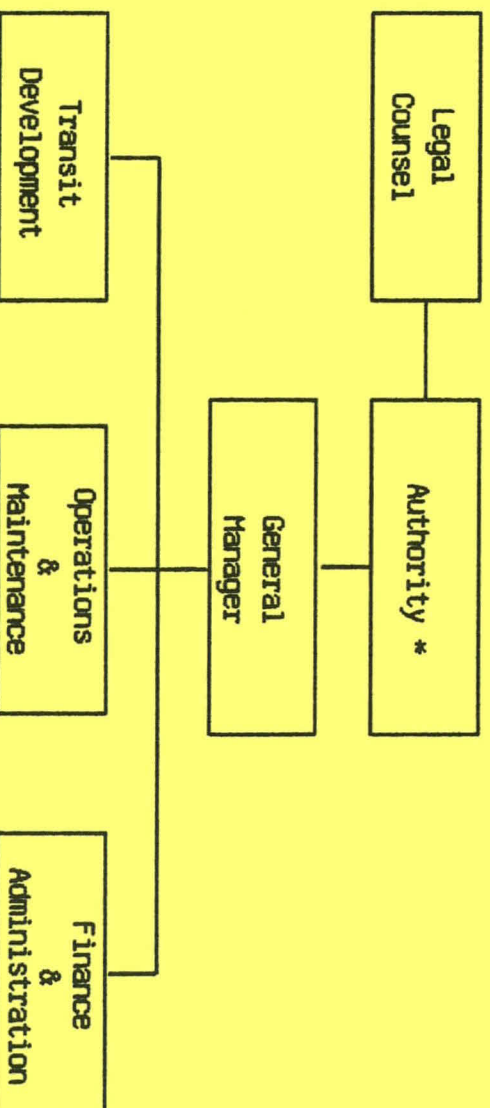 Legal
Counsel
Authority *
General
Manager
Transit
Development
Operations
&
Maintenance
Finance
&
Administration